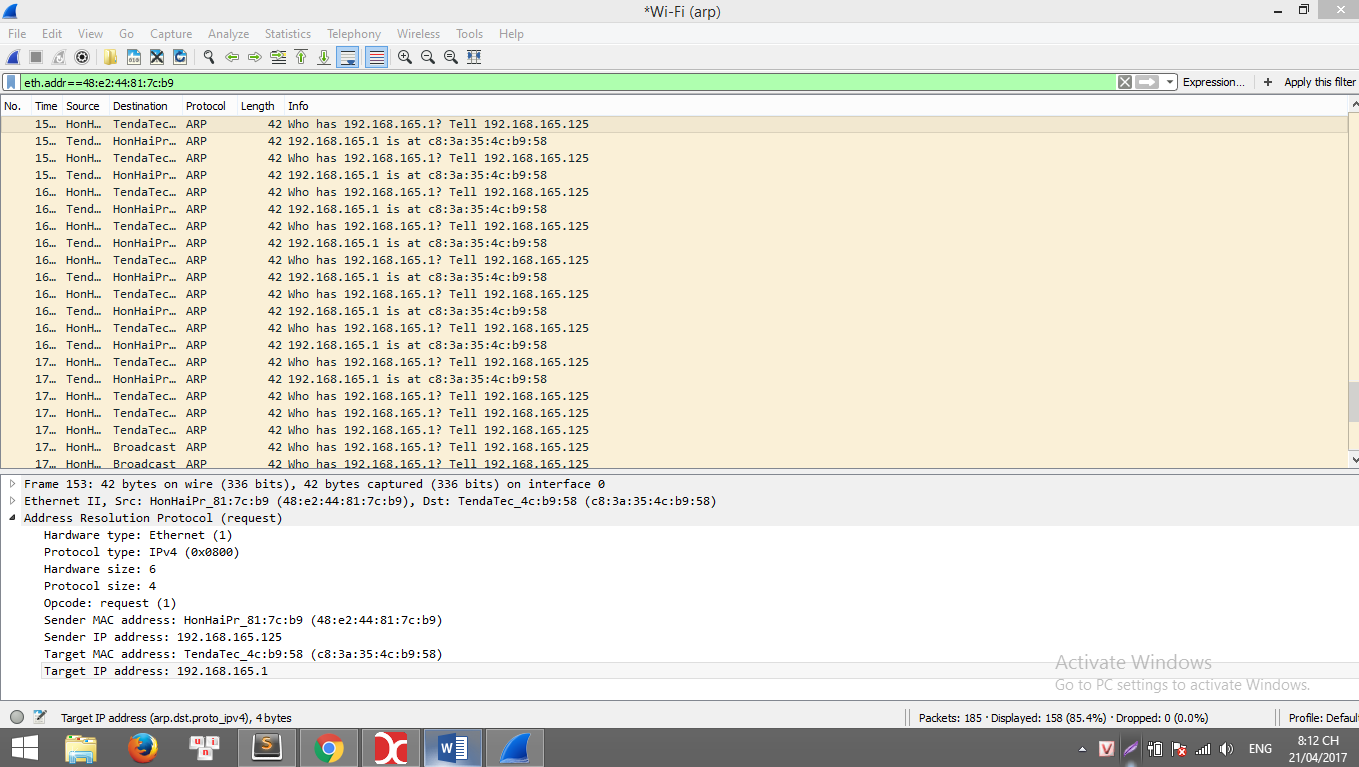 *Wi-Fi (arp)
File Edit View Go Capture Analyze Statistics Telephony Wireless Tools Help
eth.addr==48:e2:44:81:7c:b9 Expression... + Apply this filter
No. Time Source Destination Protocol Length Info
15... HonH... TendaTec... ARP 42 Who has 192.168.165.1? Tell 192.168.165.125
15... Tend... HonHaiPr... ARP 42 192.168.165.1 is at c8:3a:35:4c:b9:58
15... HonH... TendaTec... ARP 42 Who has 192.168.165.1? Tell 192.168.165.125
15... Tend... HonHaiPr... ARP 42 192.168.165.1 is at c8:3a:35:4c:b9:58
16... HonH... TendaTec... ARP 42 Who has 192.168.165.1? Tell 192.168.165.125
16... Tend... HonHaiPr... ARP 42 192.168.165.1 is at c8:3a:35:4c:b9:58
16... HonH... TendaTec... ARP 42 Who has 192.168.165.1? Tell 192.168.165.125
16... Tend... HonHaiPr... ARP 42 192.168.165.1 is at c8:3a:35:4c:b9:58
16... HonH... TendaTec... ARP 42 Who has 192.168.165.1? Tell 192.168.165.125
16... Tend... HonHaiPr... ARP 42 192.168.165.1 is at c8:3a:35:4c:b9:58
16... HonH... TendaTec... ARP 42 Who has 192.168.165.1? Tell 192.168.165.125
16... Tend... HonHaiPr... ARP 42 192.168.165.1 is at c8:3a:35:4c:b9:58
16... HonH... TendaTec... ARP 42 Who has 192.168.165.1? Tell 192.168.165.125
16... Tend... HonHaiPr... ARP 42 192.168.165.1 is at c8:3a:35:4c:b9:58
17... HonH... TendaTec... ARP 42 Who has 192.168.165.1? Tell 192.168.165.125
17... Tend... HonHaiPr... ARP 42 192.168.165.1 is at c8:3a:35:4c:b9:58
17... HonH... TendaTec... ARP 42 Who has 192.168.165.1? Tell 192.168.165.125
17... HonH... TendaTec... ARP 42 Who has 192.168.165.1? Tell 192.168.165.125
17... HonH... TendaTec... ARP 42 Who has 192.168.165.1? Tell 192.168.165.125
17... HonH... Broadcast ARP 42 Who has 192.168.165.1? Tell 192.168.165.125
17... HonH... Broadcast ARP 42 Who has 192.168.165.1? Tell 192.168.165.125
Frame 153: 42 bytes on wire (336 bits), 42 bytes captured (336 bits) on interface 0
Ethernet II, Src: HonHaiPr_81:7c:b9 (48:e2:44:81:7c:b9), Dst: TendaTec_4c:b9:58 (c8:3a:35:4c:b9:58)
Address Resolution Protocol (request)
Hardware type: Ethernet (1)
Protocol type: IPv4 (0x0800)
Hardware size: 6
Protocol size: 4
Opcode: request (1)
Sender MAC address: HonHaiPr_81:7c:b9 (48:e2:44:81:7c:b9)
Sender IP address: 192.168.165.125
Target MAC address: TendaTec_4c:b9:58 (c8:3a:35:4c:b9:58)
Target IP address: 192.168.165.1
Activate Windows
Go to PC settings to activate Windows.
Target IP address (arp.dst.proto_ipv4), 4 bytes Packets: 185 · Displayed: 158 (85.4%) · Dropped: 0 (0.0%) Profile: Defaul
ENG 8:12 CH
21/04/2017